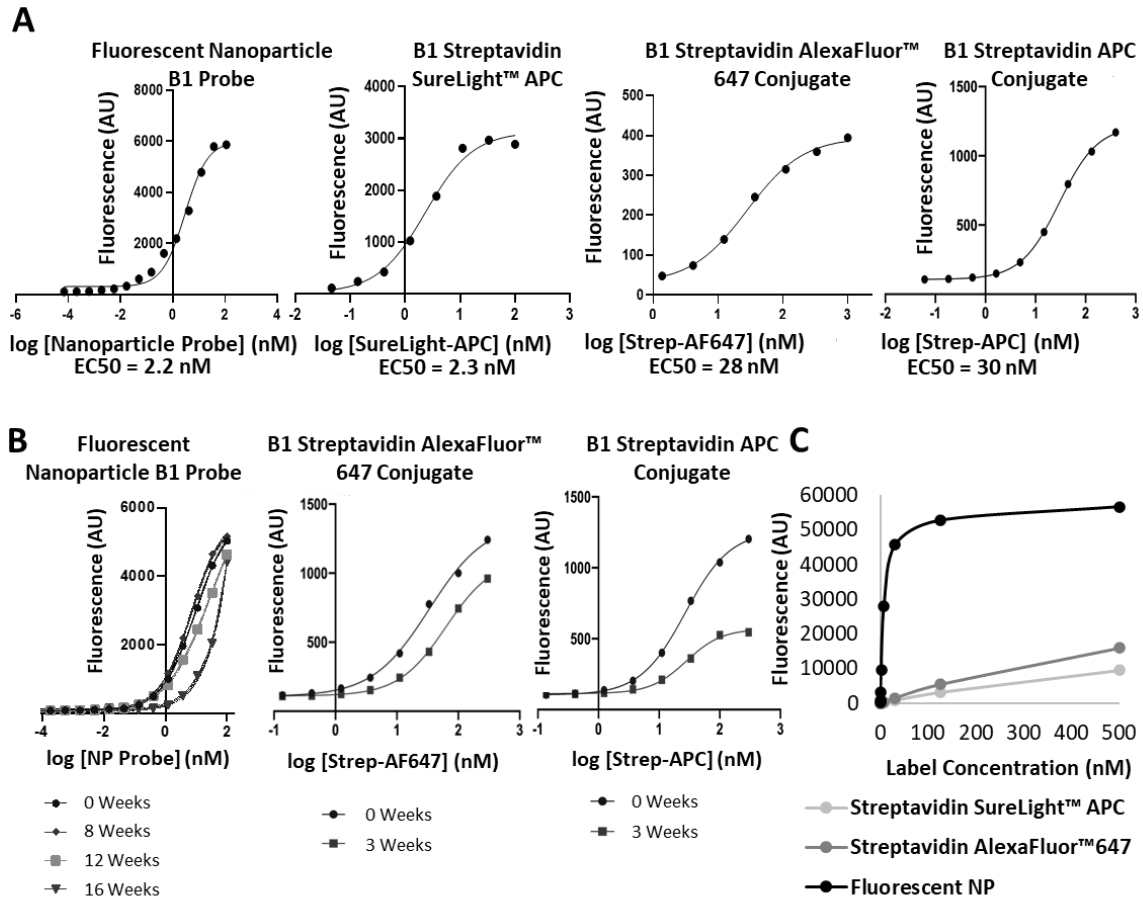 A
Fluorescent Nanoparticle
B1 Probe
Fluorescence (AU)
8000
6000
4000
2000
-6 -4 -2 0 2 4
log [Nanoparticle Probe] (nM)
EC50 = 2.2 nM
B1 Streptavidin
SureLight™ APC
Fluorescence (AU)
4000
3000
2000
1000
-2 -1 0 1 2 3
log [SureLight-APC] (nM)
EC50 = 2.3 nM
B1 Streptavidin AlexaFluor™
647 Conjugate
Fluorescence (AU)
500
400
300
200
100
0
0 1 2 3
log [Strep-AF647] (nM)
EC50 = 28 nM
B1 Streptavidin APC
Conjugate
Fluorescence (AU)
1500
1000
500
-2 -1 0 1 2 3
log [Strep-APC] (nM)
EC50 = 30 nM
B
Fluorescent
Nanoparticle B1 Probe
Fluorescence (AU)
6000
4000
2000
-4 -3 -2 -1 0 1 2
log [NP Probe] (nM)
0 Weeks
8 Weeks
12 Weeks
16 Weeks
B1 Streptavidin AlexaFluor™
647 Conjugate
Fluorescence (AU)
1500
1000
500
-1 0 1 2 3
log [Strep-AF647] (nM)
0 Weeks
3 Weeks
B1 Streptavidin APC
Conjugate
Fluorescence (AU)
1500
1000
500
-1 0 1 2 3
log [Strep-APC] (nM)
0 Weeks
3 Weeks
C
Fluorescence (AU)
60000
50000
40000
30000
20000
10000
0
0 100 200 300 400 500
Label Concentration (nM)
Streptavidin SureLight™ APC
Streptavidin AlexaFluor™647
Fluorescent NP